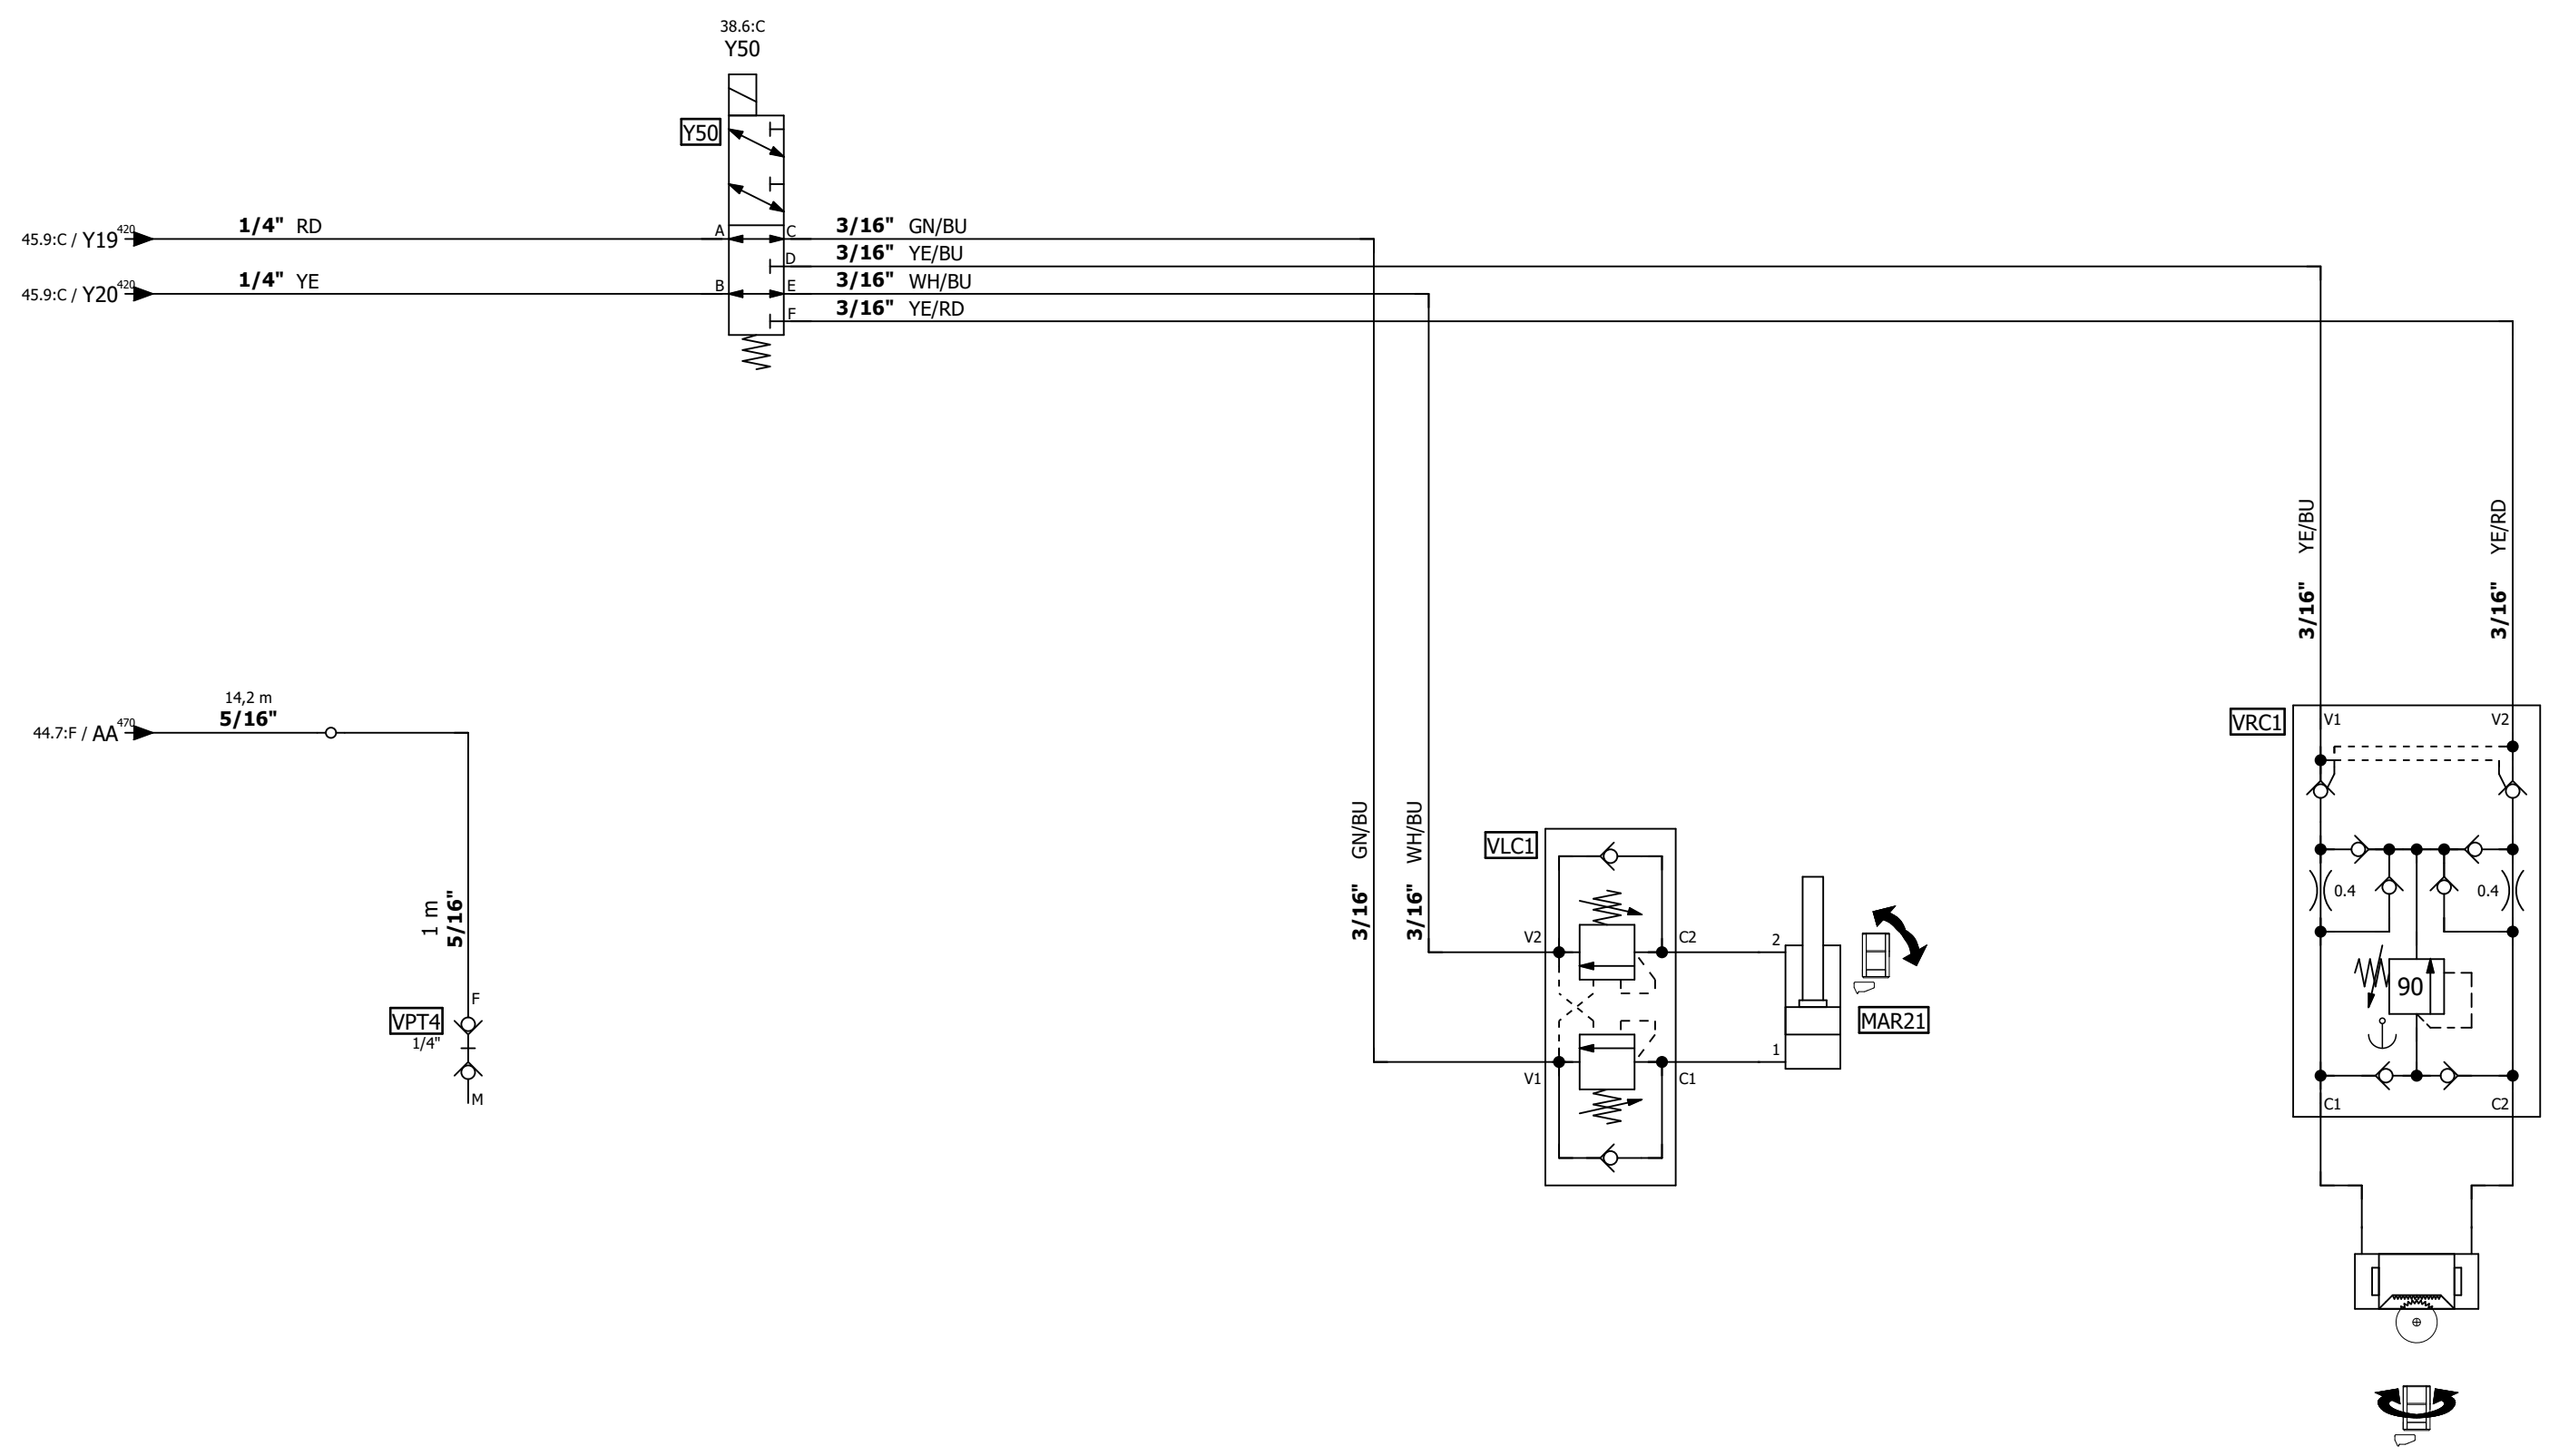 38.6:C
Y50
Y50
45.9:C / Y19 420
1/4" RD
A
C
3/16" GN/BU
D
3/16" YE/BU
45.9:C / Y20 420
1/4" YE
B
E
3/16" WH/BU
F
3/16" YE/RD
3/16" YE/BU
3/16" YE/RD
44.7:F / AA 470
14,2 m
5/16"
1 m
5/16"
F
VPT4
1/4"
M
3/16" GN/BU
3/16" WH/BU
VLC1
V2
C2
V1
C1
2
1
MAR21
VRC1
V1
V2
0.4
0.4
90
C1
C2